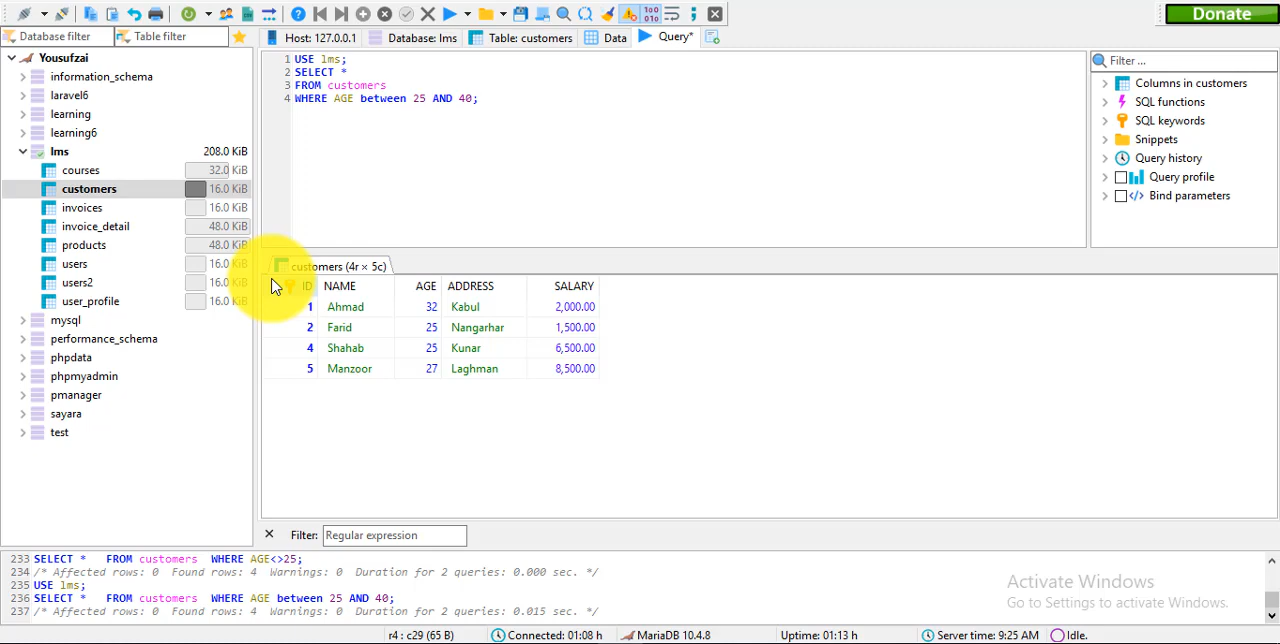 Donate
Database filter
Table filter
Host: 127.0.0.1
Database: lms
Table: customers
Data
Query*
Yousufzai
information_schema
laravel6
learning
learning6
lms 208.0 KiB
courses 32.0 KiB
customers 16.0 KiB
invoices 16.0 KiB
invoice_detail 48.0 KiB
products 48.0 KiB
users 16.0 KiB
users2 16.0 KiB
user_profile 16.0 KiB
mysql
performance_schema
phpdata
phpmyadmin
pmanager
sayara
test
1 USE lms;
2 SELECT *
3 FROM customers
4 WHERE AGE between 25 AND 40;
Filter ...
Columns in customers
SQL functions
SQL keywords
Snippets
Query history
Query profile
Bind parameters
customers (4r × 5c)
ID NAME AGE ADDRESS SALARY
1 Ahmad 32 Kabul 2,000.00
2 Farid 25 Nangarhar 1,500.00
4 Shahab 25 Kunar 6,500.00
5 Manzoor 27 Laghman 8,500.00
Filter: Regular expression
233 SELECT * FROM customers WHERE AGE<>25;
234 /* Affected rows: 0 Found rows: 4 Warnings: 0 Duration for 2 queries: 0.000 sec. */
235 USE lms;
236 SELECT * FROM customers WHERE AGE between 25 AND 40;
237 /* Affected rows: 0 Found rows: 4 Warnings: 0 Duration for 2 queries: 0.015 sec. */
Activate Windows
Go to Settings to activate Windows.
r4 : c29 (65 B)
Connected: 01:08 h
MariaDB 10.4.8
Uptime: 01:13 h
Server time: 9:25 AM
Idle.